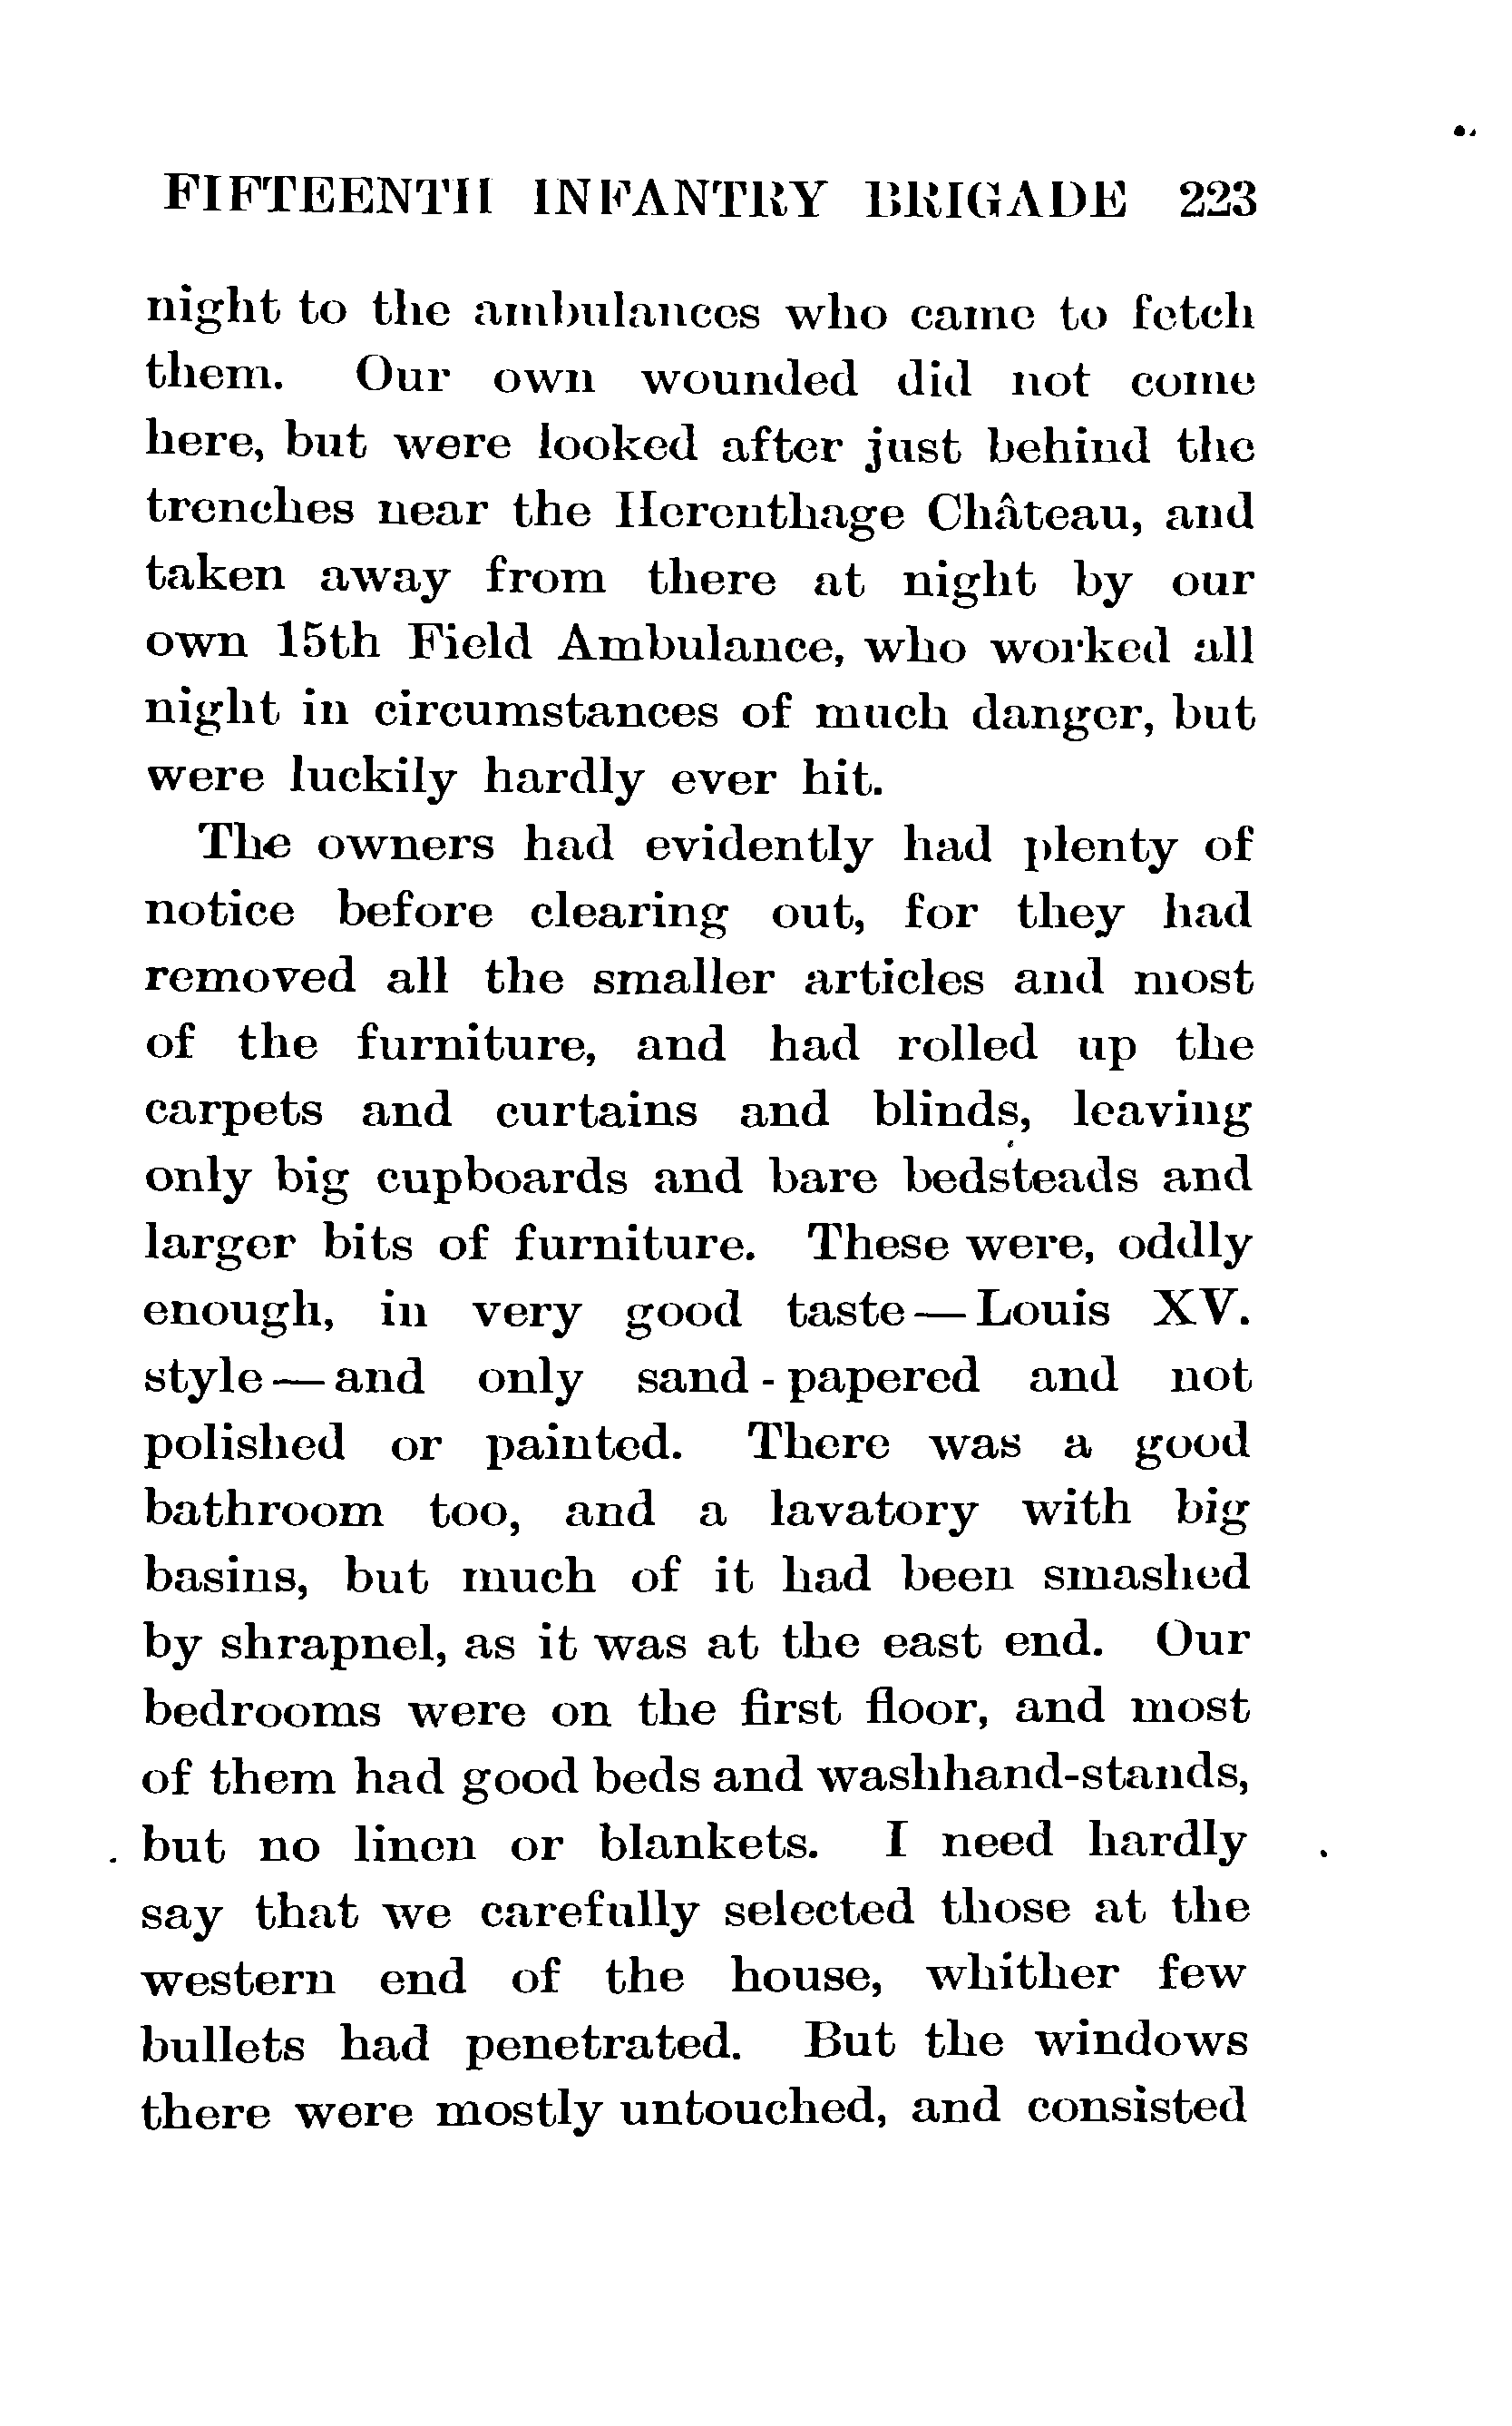 FIFTEENTH INFANTRY BRIGADE 223
night to the ambulances who came to fetch
them. Our own wounded did not come
here, but were looked after just behind the
trenches near the Herenthage Château, and
taken away from there at night by our
own 15th Field Ambulance, who worked all
night in circumstances of much danger, but
were luckily hardly ever hit.
The owners had evidently had plenty of
notice before clearing out, for they had
removed all the smaller articles and most
of the furniture, and had rolled up the
carpets and curtains and blinds, leaving
only big cupboards and bare bedsteads and
larger bits of furniture. These were, oddly
enough, in very good taste—Louis XV.
style—and only sand-papered and not
polished or painted. There was a good
bathroom too, and a lavatory with big
basins, but much of it had been smashed
by shrapnel, as it was at the east end. Our
bedrooms were on the first floor, and most
of them had good beds and washhand-stands,
but no linen or blankets. I need hardly
say that we carefully selected those at the
western end of the house, whither few
bullets had penetrated. But the windows
there were mostly untouched, and consisted